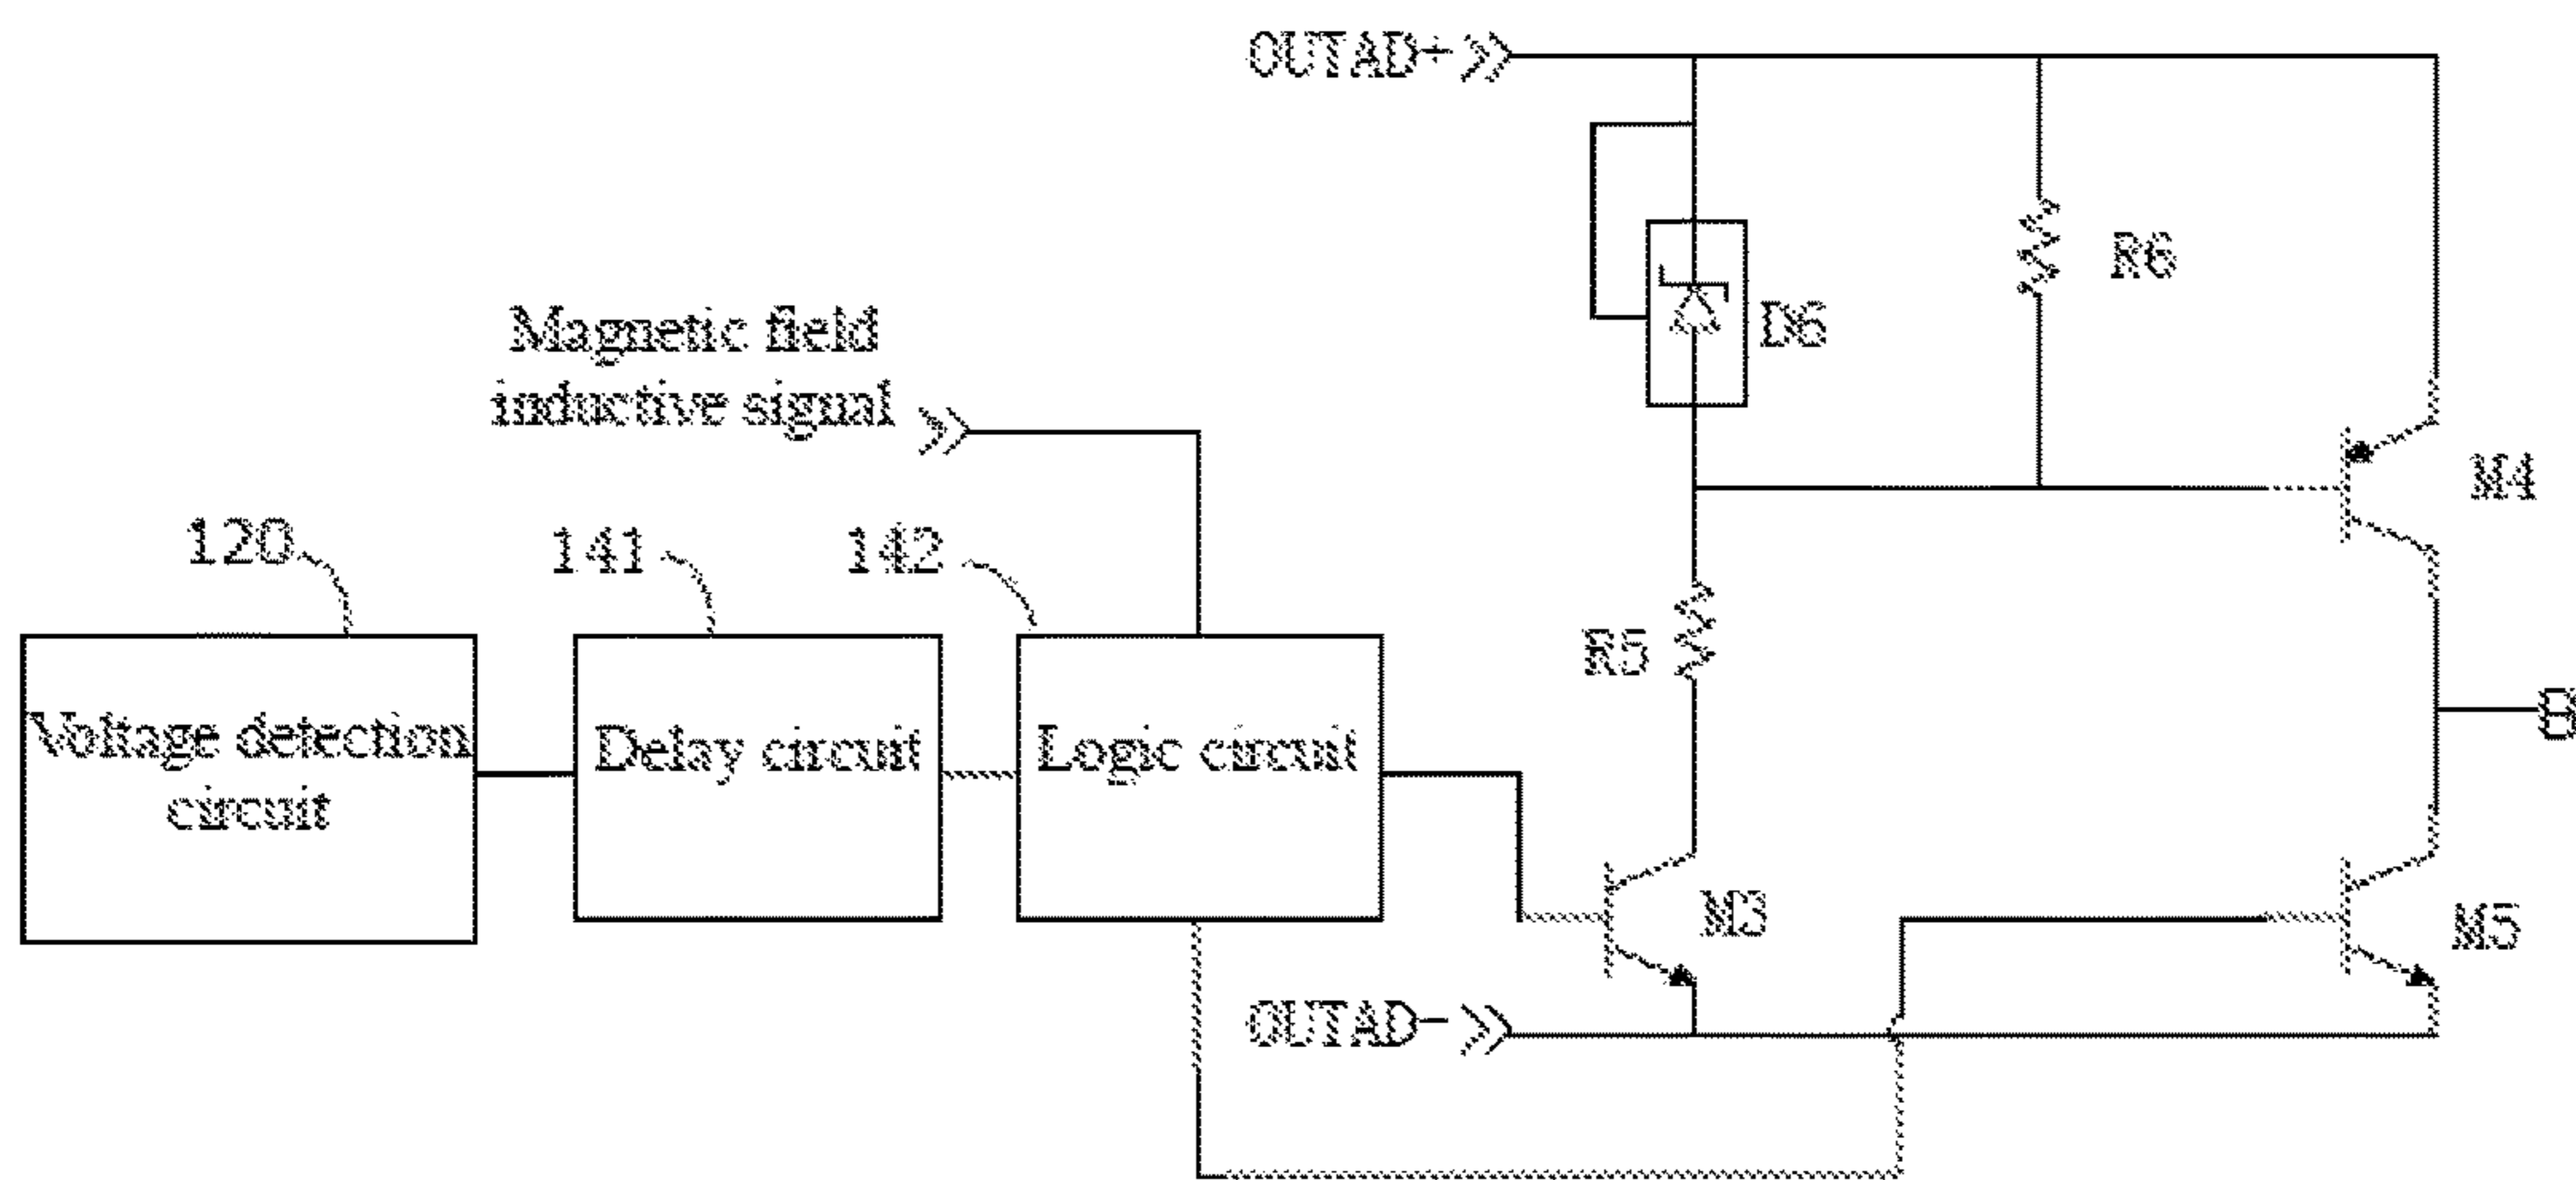 OUTAD+
R6
D6
Magnetic field
inductive signal
M4
120
141
142
R5
B
Voltage detection
circuit
Delay circuit
Logic circuit
M3
M5
OUTAD-